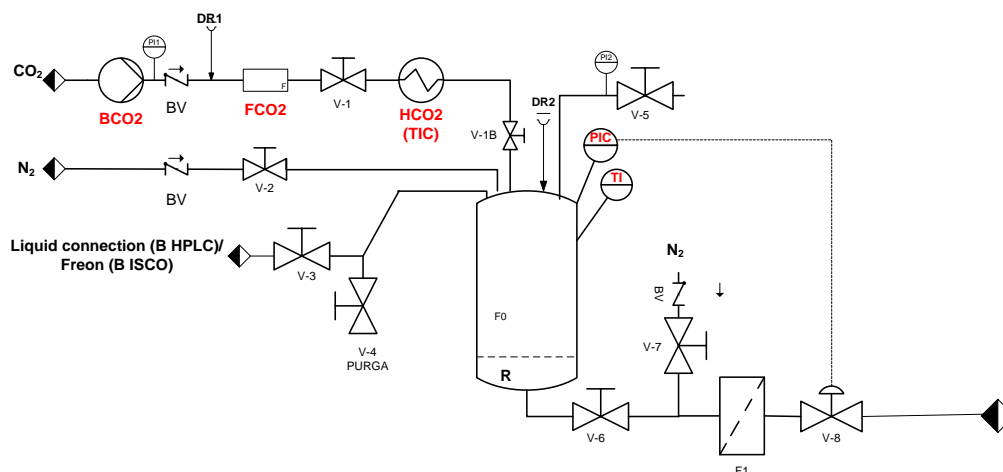 DR1
PI1
CO₂
BCO2
BV
FCO2
F
V-1
HCO2
(TIC)
V-1B
DR2
PI2
V-5
PIC
TI
N₂
BV
V-2
Liquid connection (B HPLC)/
Freon (B ISCO)
V-3
V-4
PURGA
F0
R
N₂
BV
V-7
V-6
F1
V-8